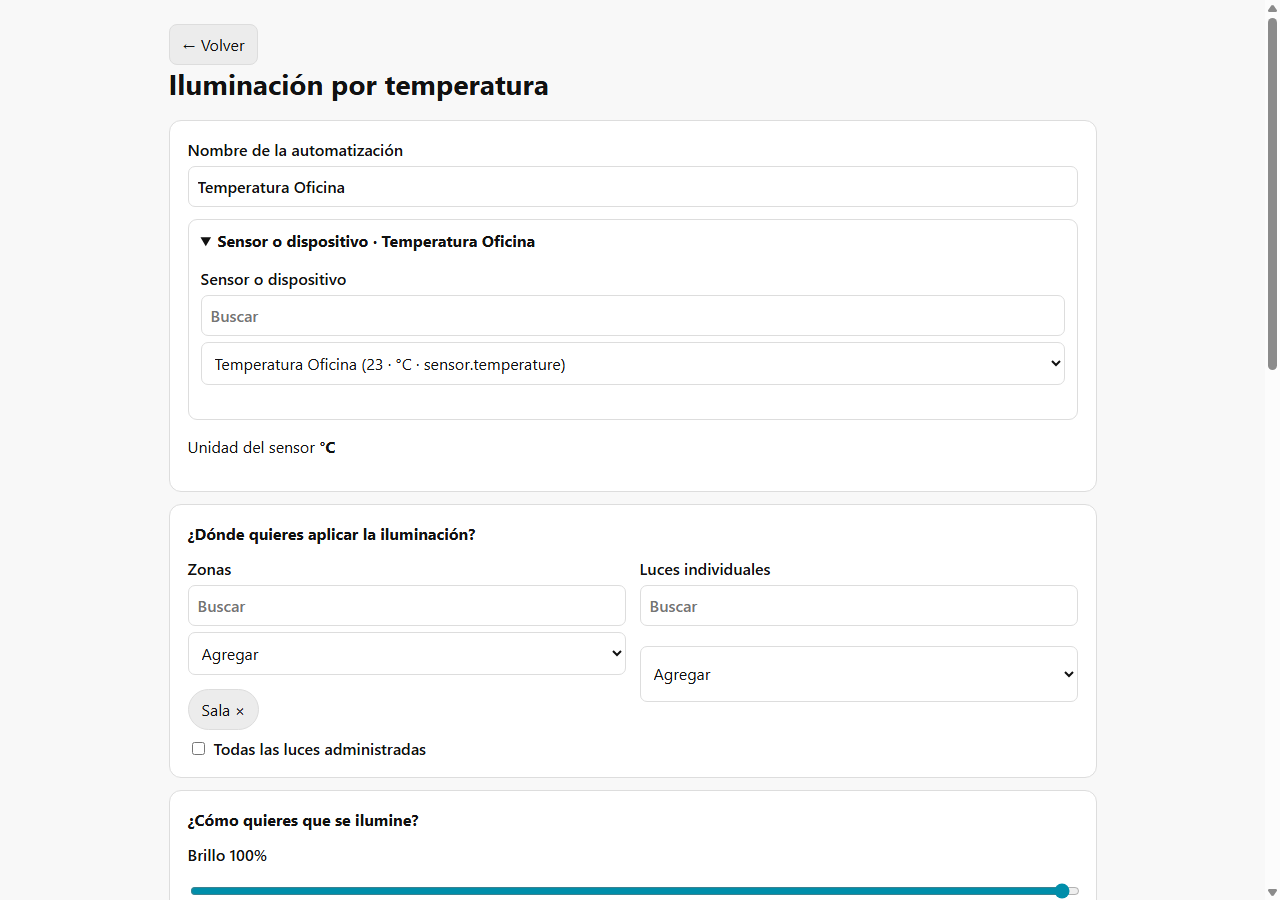 ← Volver
Iluminación por temperatura
Nombre de la automatización
Temperatura Oficina
▼ Sensor o dispositivo · Temperatura Oficina
Sensor o dispositivo
Buscar
Temperatura Oficina (23 · °C · sensor.temperature)
Unidad del sensor °C
¿Dónde quieres aplicar la iluminación?
Zonas
Buscar
Agregar
Sala ×
Todas las luces administradas
Luces individuales
Buscar
Agregar
¿Cómo quieres que se ilumine?
Brillo 100%